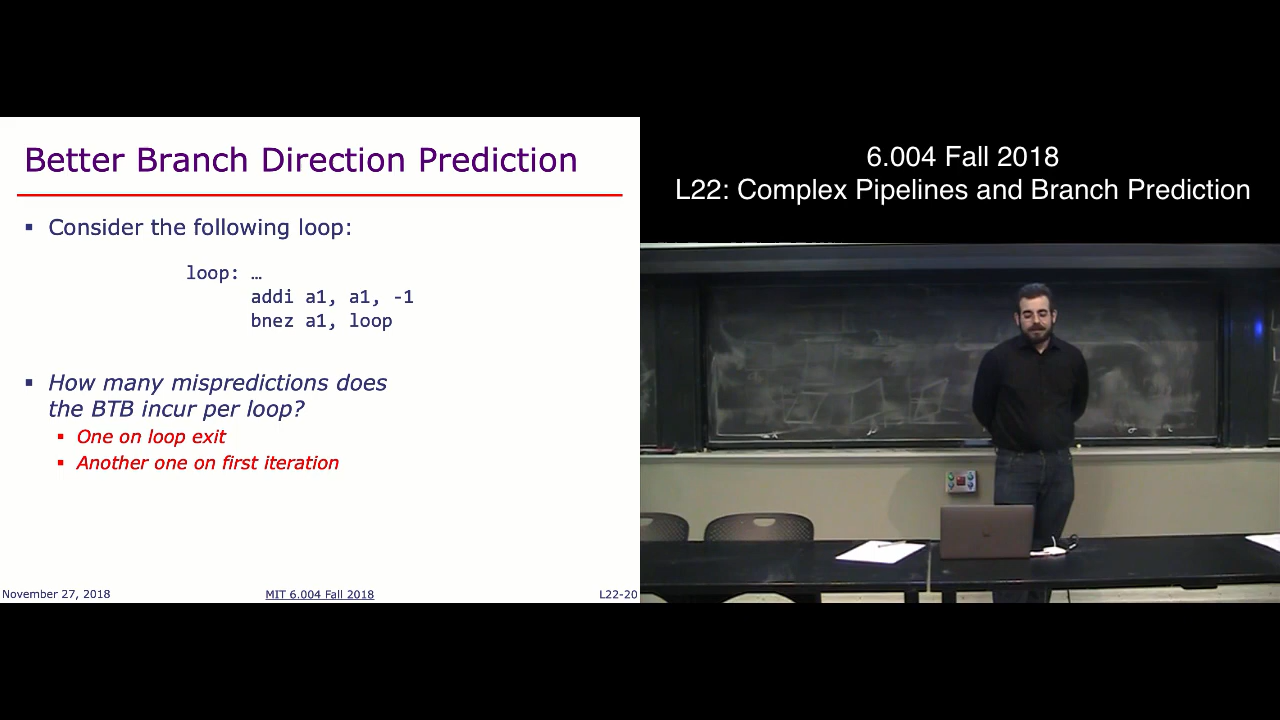 Better Branch Direction Prediction
▪ Consider the following loop:
loop: …
addi a1, a1, -1
bnez a1, loop
▪ How many mispredictions does
the BTB incur per loop?
▪ One on loop exit
▪ Another one on first iteration
November 27, 2018
MIT 6.004 Fall 2018
L22-20
6.004 Fall 2018
L22: Complex Pipelines and Branch Prediction